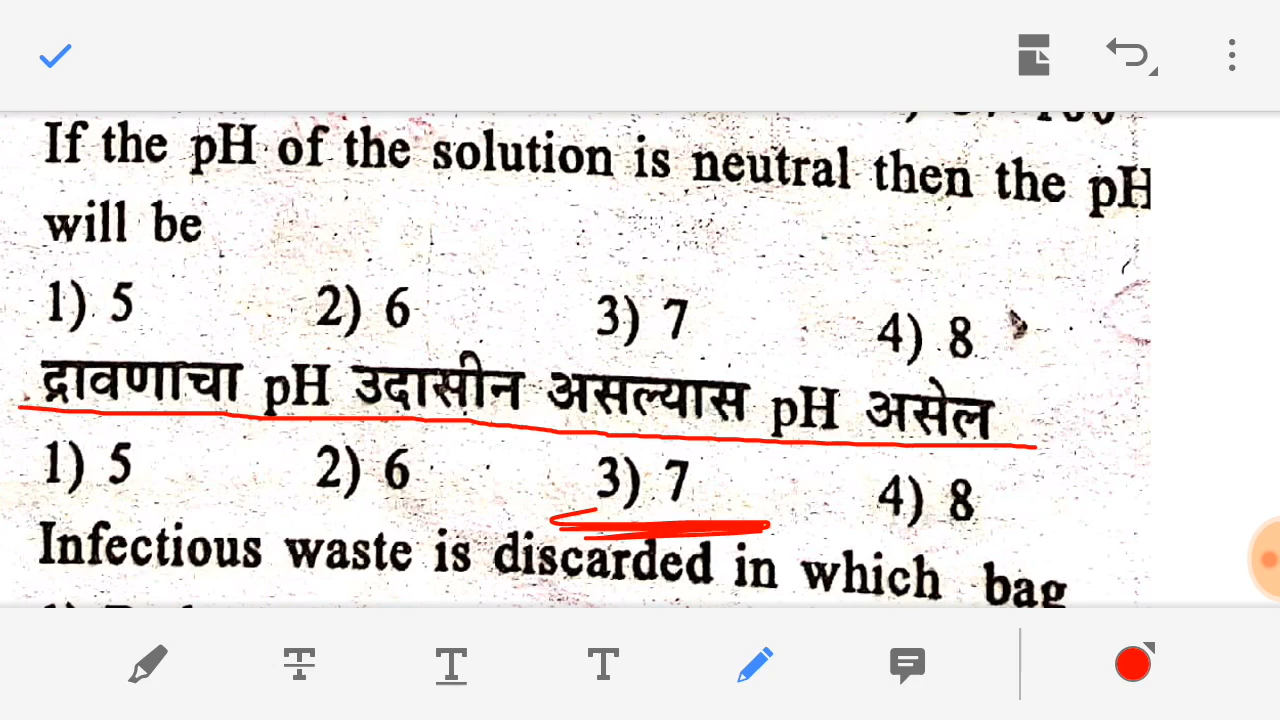 If the pH of the solution is neutral then the pH
will be
1) 5 2) 6 3) 7 4) 8
द्रावणाचा pH उदासीन असल्यास pH असेल
1) 5 2) 6 3) 7 4) 8
Infectious waste is discarded in which bag